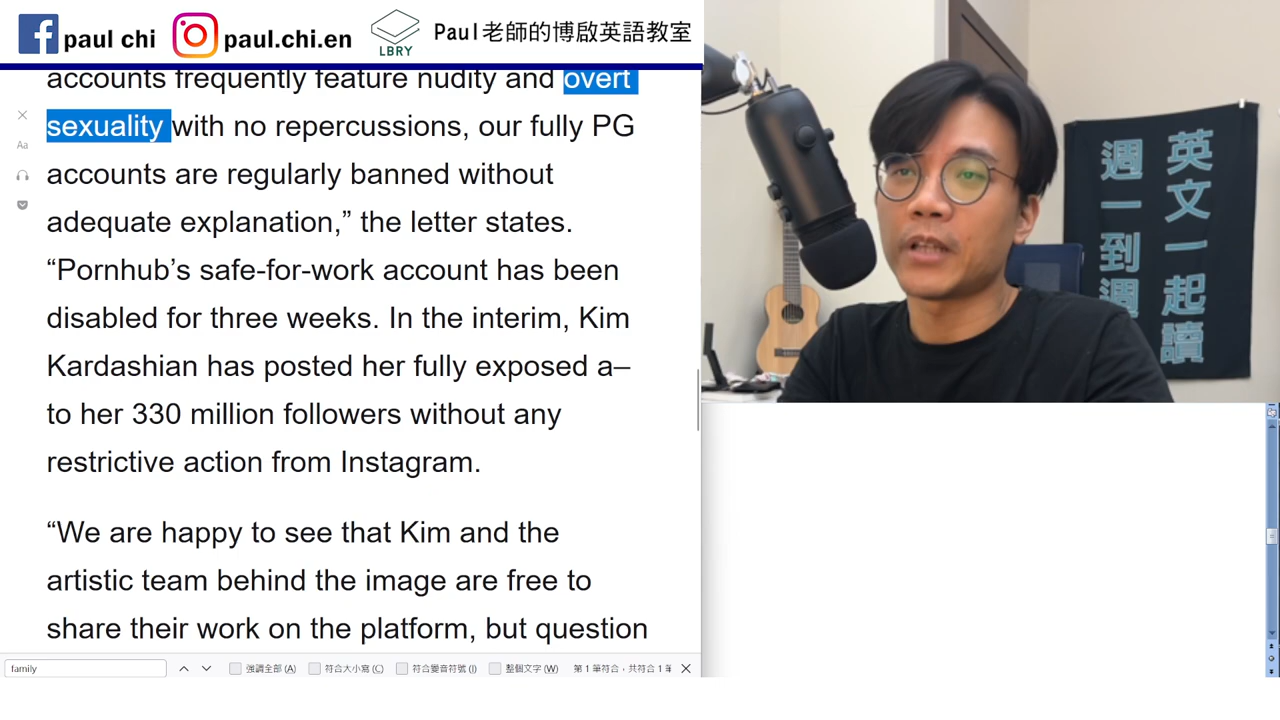 paul chi
paul.chi.en
LBRY
Paul老師的博啟英語教室
accounts frequently feature nudity and overt
sexuality with no repercussions, our fully PG
accounts are regularly banned without
adequate explanation,” the letter states.
“Pornhub’s safe-for-work account has been
disabled for three weeks. In the interim, Kim
Kardashian has posted her fully exposed a–
to her 330 million followers without any
restrictive action from Instagram.
“We are happy to see that Kim and the
artistic team behind the image are free to
share their work on the platform, but question
Aa
family
強調全部 (A)
符合大小寫 (C)
符合變音符號 (I)
整個文字 (W)
第 1 筆符合，共符合 1 筆
英文一起讀
週一到週